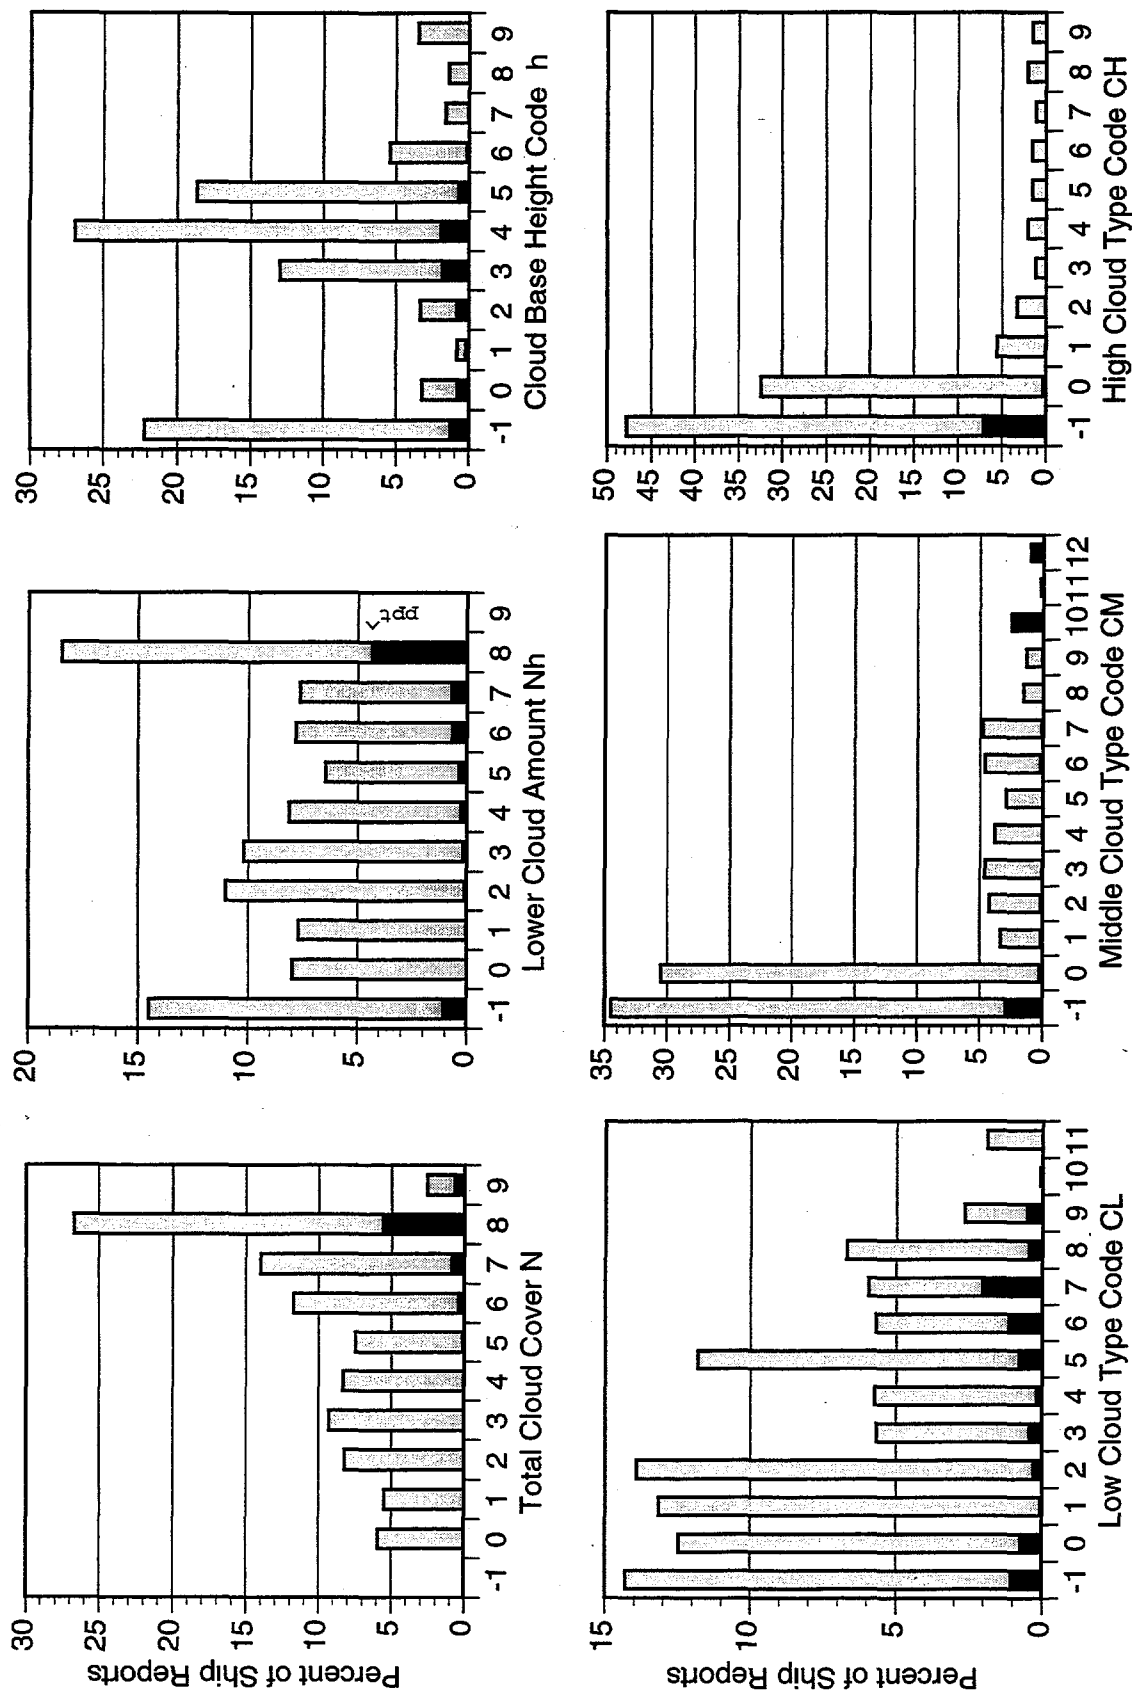 Percent of Ship Reports
30
25
20
15
10
5
0
-1 0 1 2 3 4 5 6 7 8 9
Total Cloud Cover N
20
15
10
5
0
ppt
-1 0 1 2 3 4 5 6 7 8 9
Lower Cloud Amount Nh
30
25
20
15
10
5
0
-1 0 1 2 3 4 5 6 7 8 9
Cloud Base Height Code h
Percent of Ship Reports
15
10
5
0
-1 0 1 2 3 4 5 6 7 8 9 10 11
Low Cloud Type Code CL
35
30
25
20
15
10
5
0
-1 0 1 2 3 4 5 6 7 8 9 10 11 12
Middle Cloud Type Code CM
50
45
40
35
30
25
20
15
10
5
0
-1 0 1 2 3 4 5 6 7 8 9
High Cloud Type Code CH